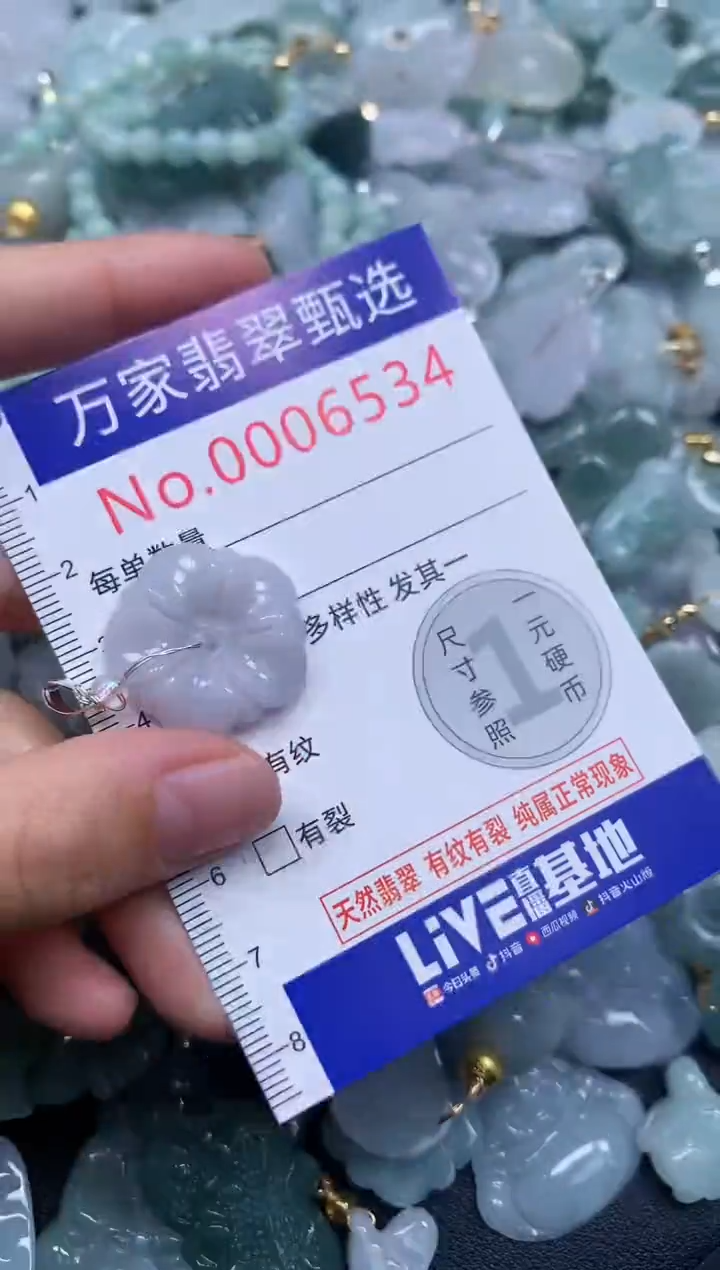 万家翡翠甄选
No.0006534
每单数量
多样性 发其一
一元硬币
尺寸参照
1
有纹
有裂
天然翡翠 有纹有裂 纯属正常现象
LiVE直播基地
今日头条 抖音 西瓜视频 抖音火山版
1
2
4
6
7
8